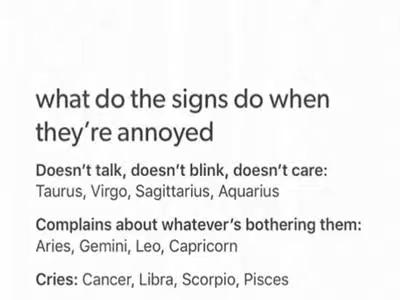 what do the signs do when
they're annoyed
Doesn't talk, doesn't blink, doesn't care:
Taurus, Virgo, Sagittarius, Aquarius
Complains about whatever's bothering them:
Aries, Gemini, Leo, Capricorn
Cries: Cancer, Libra, Scorpio, Pisces